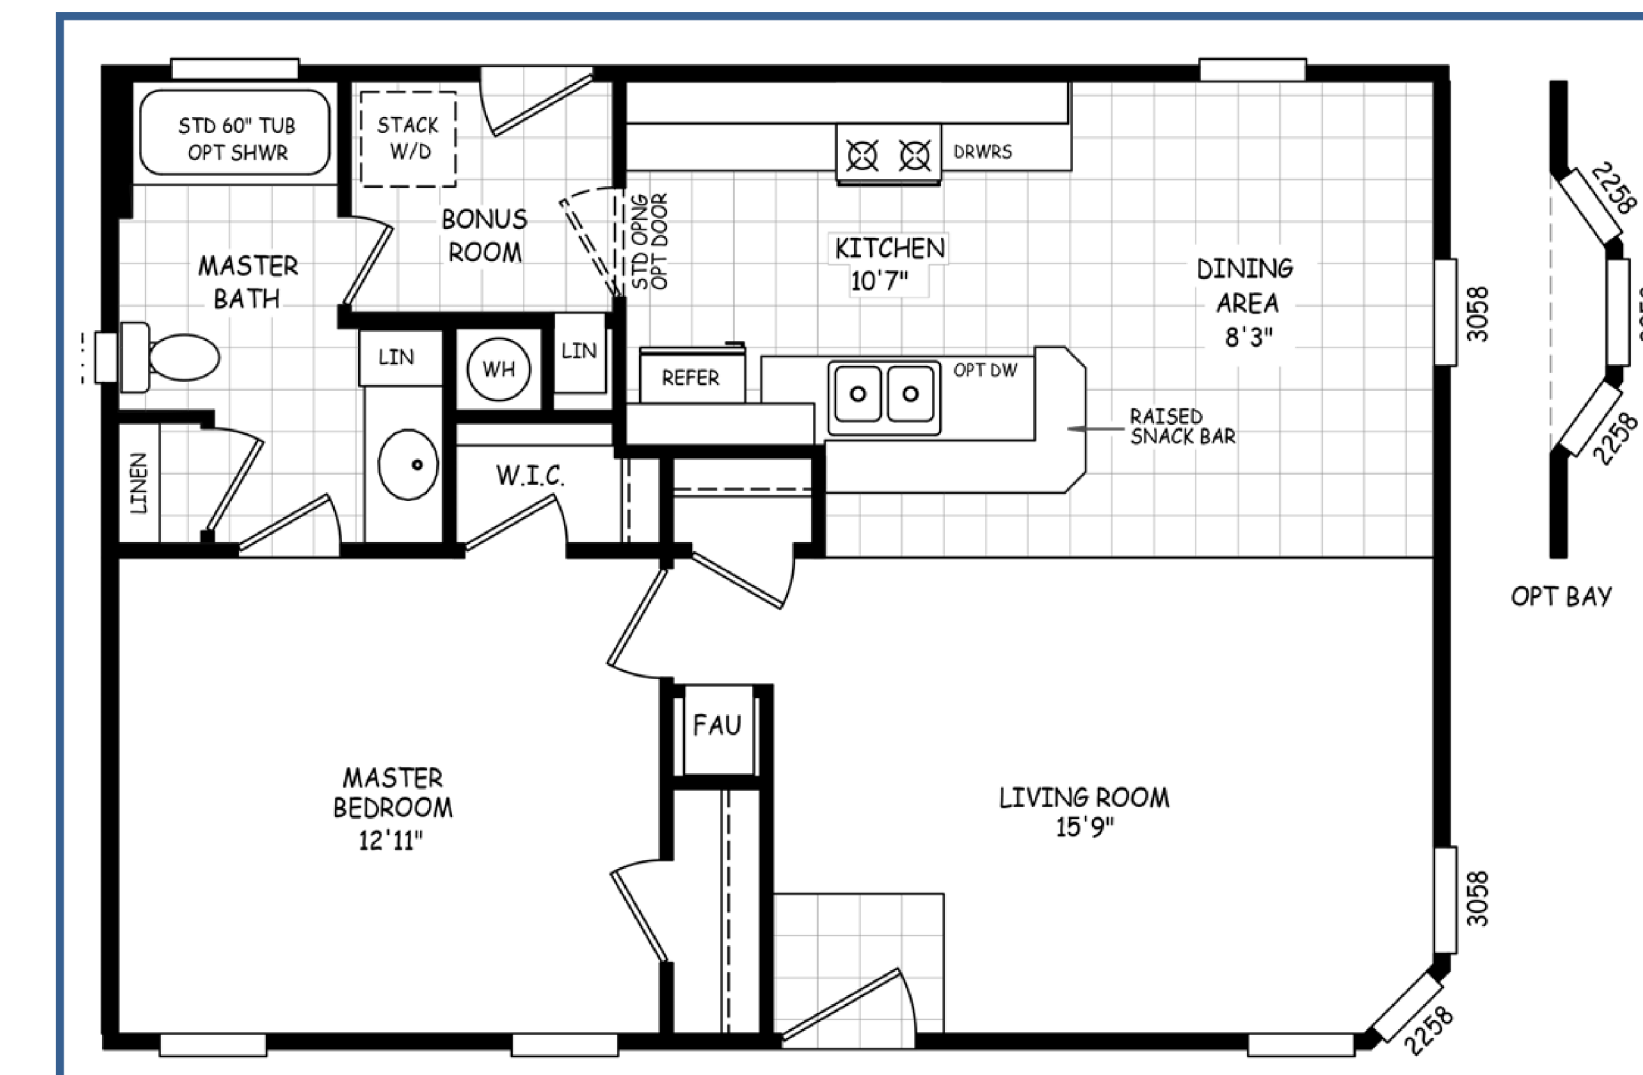 STD 60" TUB
OPT SHWR
STACK
W/D
DRWRS
2258
BONUS
ROOM
STD OPNG
OPT DOOR
KITCHEN
10'7"
MASTER
BATH
DINING
AREA
8'3"
3058
LIN
WH
LIN
REFER
OPT DW
RAISED
SNACK BAR
2258
LINEN
W.I.C.
OPT BAY
FAU
MASTER
BEDROOM
12'11"
LIVING ROOM
15'9"
3058
2258